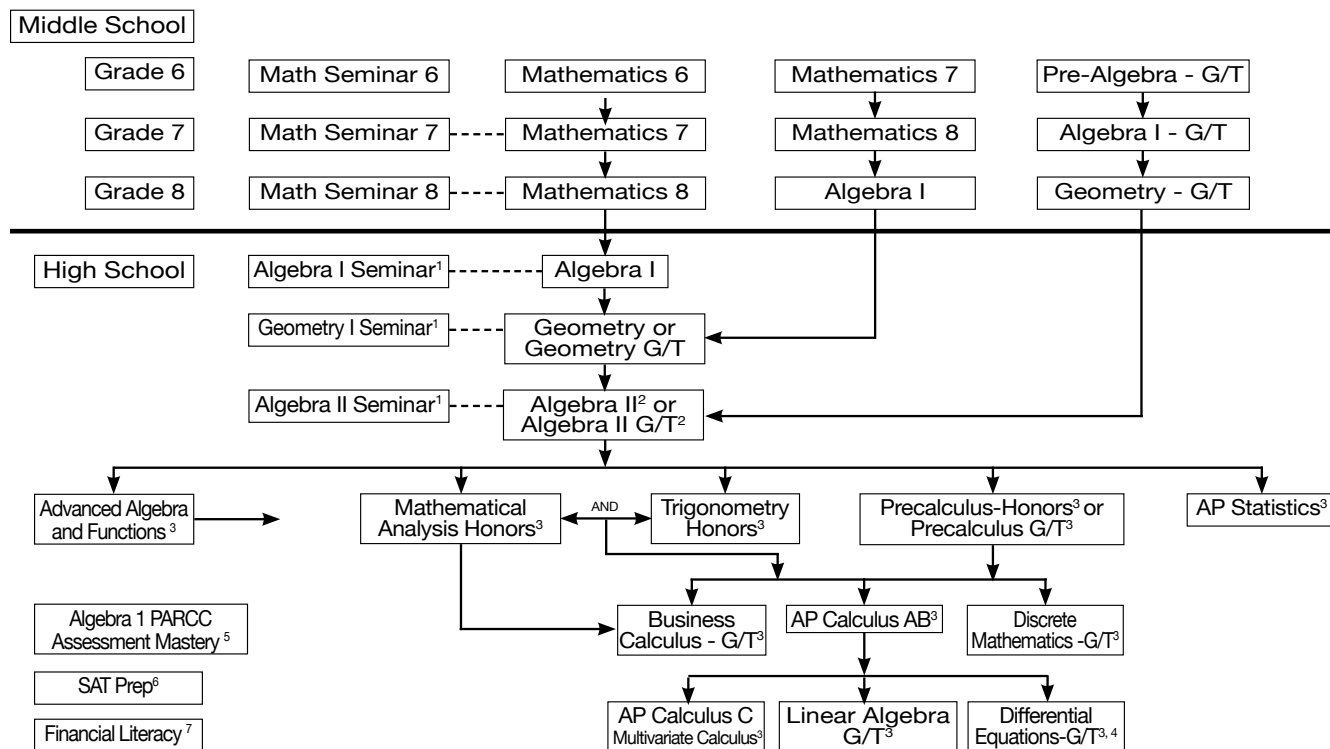 Middle School
Grade 6
Math Seminar 6
Mathematics 6
Mathematics 7
Pre-Algebra - G/T
Grade 7
Math Seminar 7
Mathematics 7
Mathematics 8
Algebra I - G/T
Grade 8
Math Seminar 8
Mathematics 8
Algebra I
Geometry - G/T
High School
Algebra I Seminar¹
Algebra I
Geometry I Seminar¹
Geometry or
Geometry G/T
Algebra II Seminar¹
Algebra II² or
Algebra II G/T²
Advanced Algebra
and Functions ³
Mathematical
Analysis Honors³
AND
Trigonometry
Honors³
Precalculus-Honors³ or
Precalculus G/T³
AP Statistics³
Algebra 1 PARCC
Assessment Mastery ⁵
Business
Calculus - G/T³
AP Calculus AB³
Discrete
Mathematics -G/T³
SAT Prep⁶
Financial Literacy ⁷
AP Calculus C
Multivariate Calculus³
Linear Algebra
G/T³
Differential
Equations-G/T³˒ ⁴